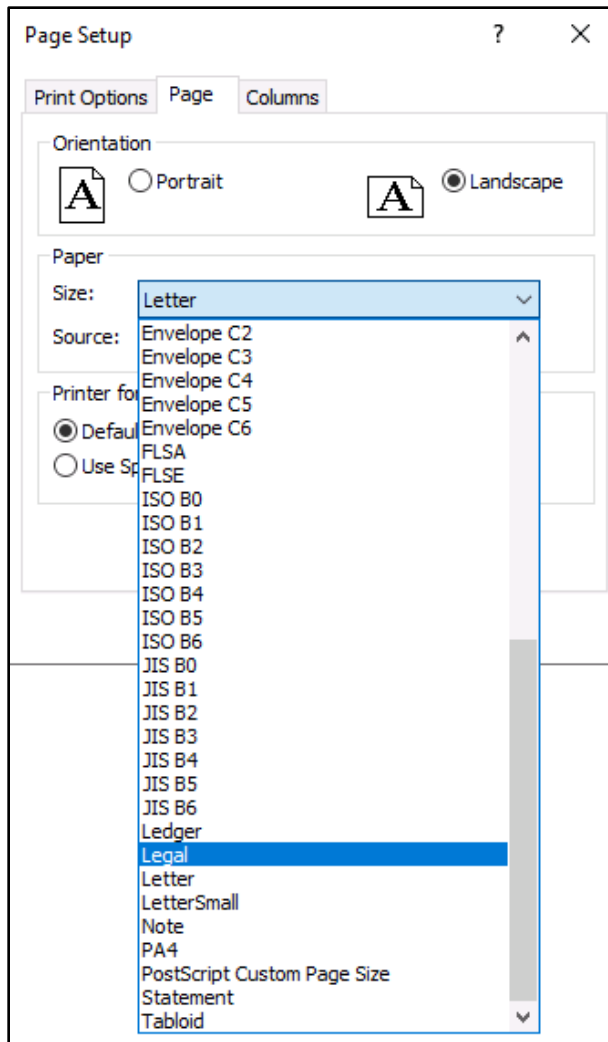 Page Setup ?
Print Options Page Columns
Orientation
A Portrait A Landscape
Paper
Size: Letter
Source:
Envelope C2
Envelope C3
Envelope C4
Envelope C5
Printer for
Defaul
Envelope C6
Use Sp
FLSA
FLSE
ISO B0
ISO B1
ISO B2
ISO B3
ISO B4
ISO B5
ISO B6
JIS B0
JIS B1
JIS B2
JIS B3
JIS B4
JIS B5
JIS B6
Ledger
Legal
Letter
LetterSmall
Note
PA4
PostScript Custom Page Size
Statement
Tabloid